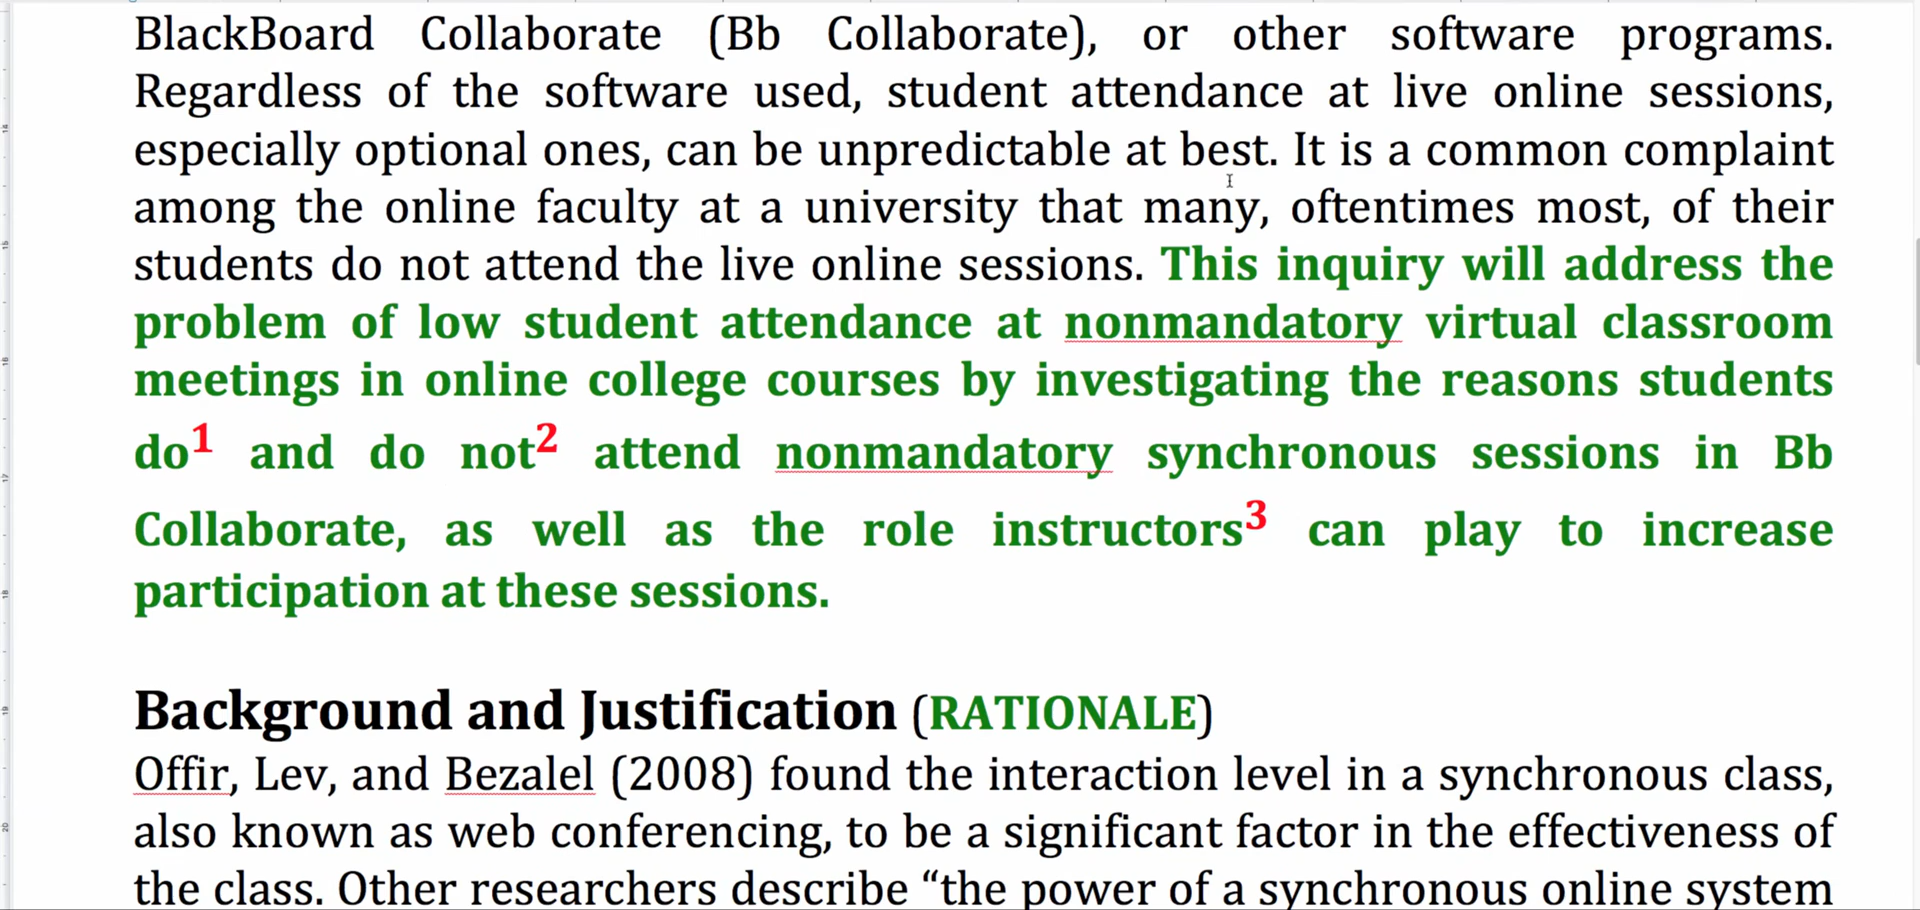 BlackBoard Collaborate (Bb Collaborate), or other software programs.
Regardless of the software used, student attendance at live online sessions,
especially optional ones, can be unpredictable at best. It is a common complaint
among the online faculty at a university that many, oftentimes most, of their
students do not attend the live online sessions. This inquiry will address the
problem of low student attendance at nonmandatory virtual classroom
meetings in online college courses by investigating the reasons students
do¹ and do not² attend nonmandatory synchronous sessions in Bb
Collaborate, as well as the role instructors³ can play to increase
participation at these sessions.
Background and Justification (RATIONALE)
Offir, Lev, and Bezalel (2008) found the interaction level in a synchronous class,
also known as web conferencing, to be a significant factor in the effectiveness of
the class. Other researchers describe “the power of a synchronous online system